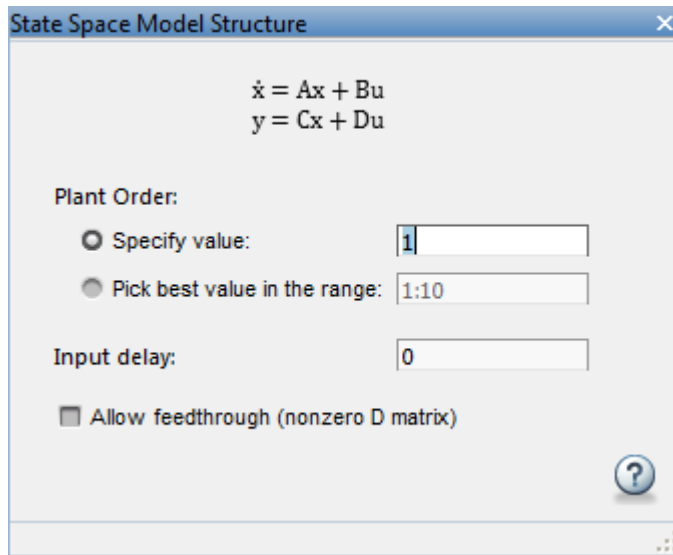 State Space Model Structure
ẋ = Ax + Bu
y = Cx + Du
Plant Order:
Specify value: 1
Pick best value in the range: 1:10
Input delay: 0
Allow feedthrough (nonzero D matrix)
?